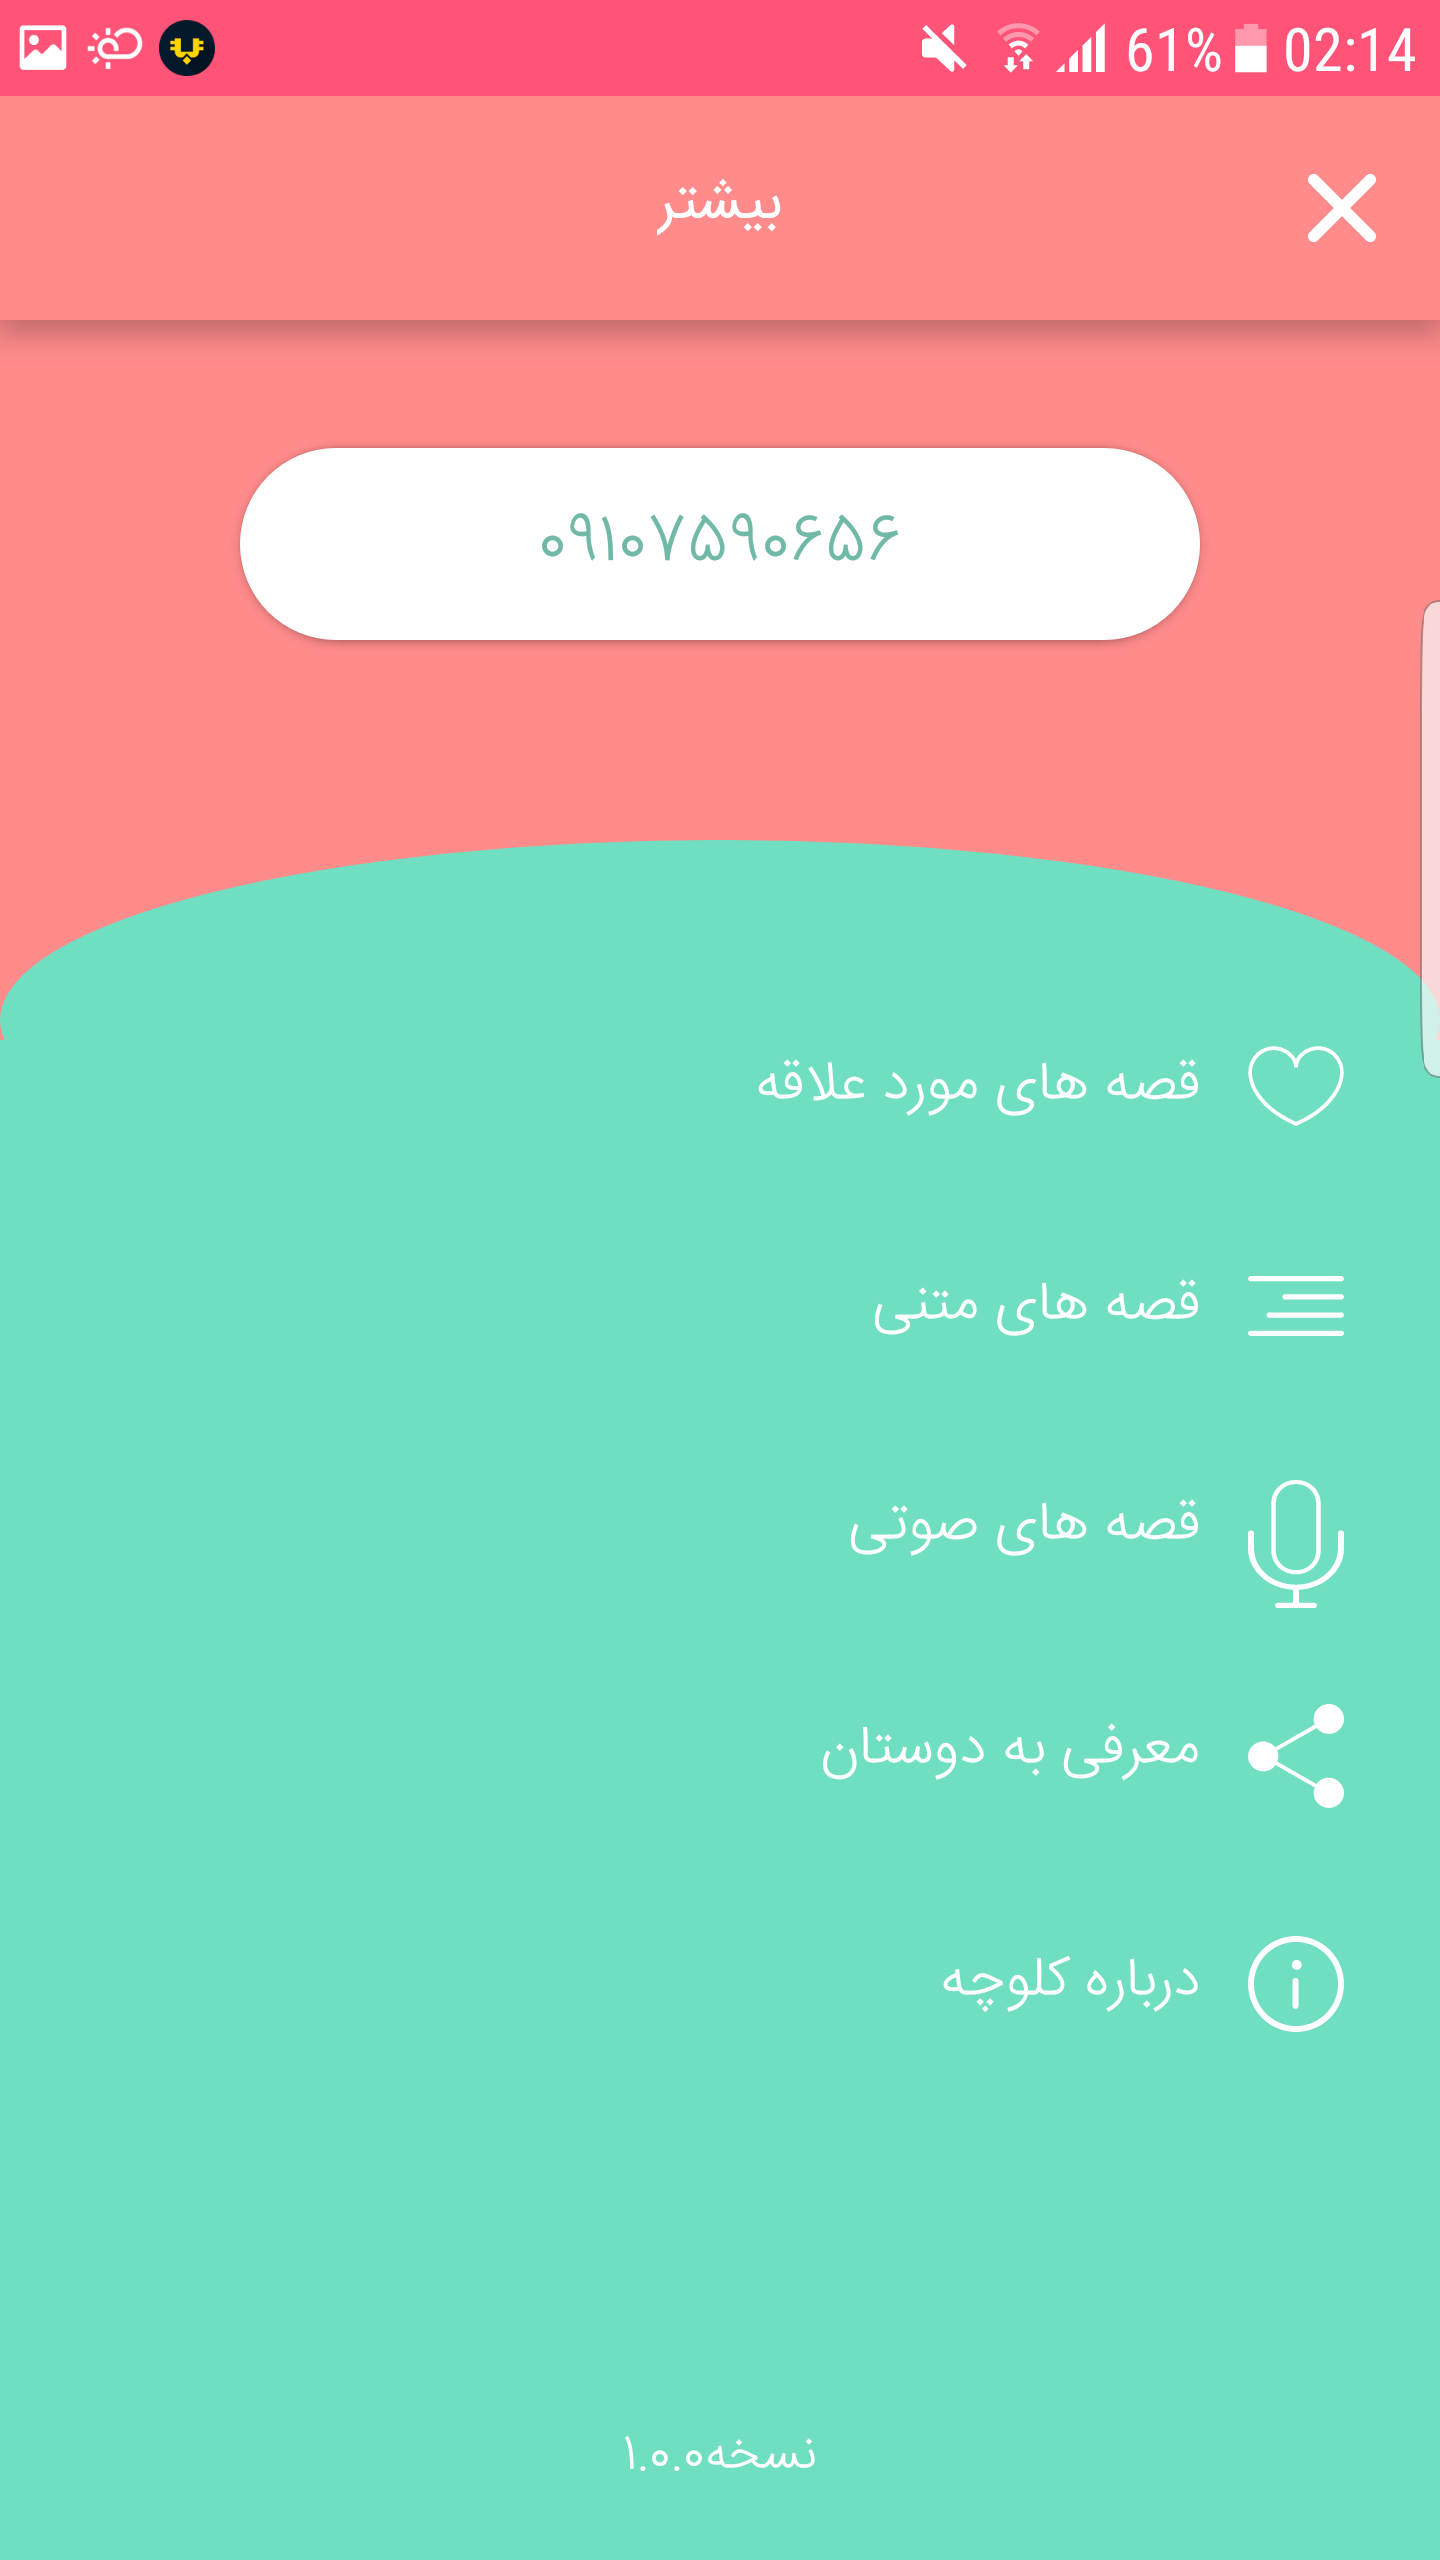 61% 02:14
بیشتر
۰۹۱۰۷۵۹۰۶۵۶
قصه های مورد علاقه
قصه های متنی
قصه های صوتی
معرفی به دوستان
درباره کلوچه
نسخه۱.۰.۰